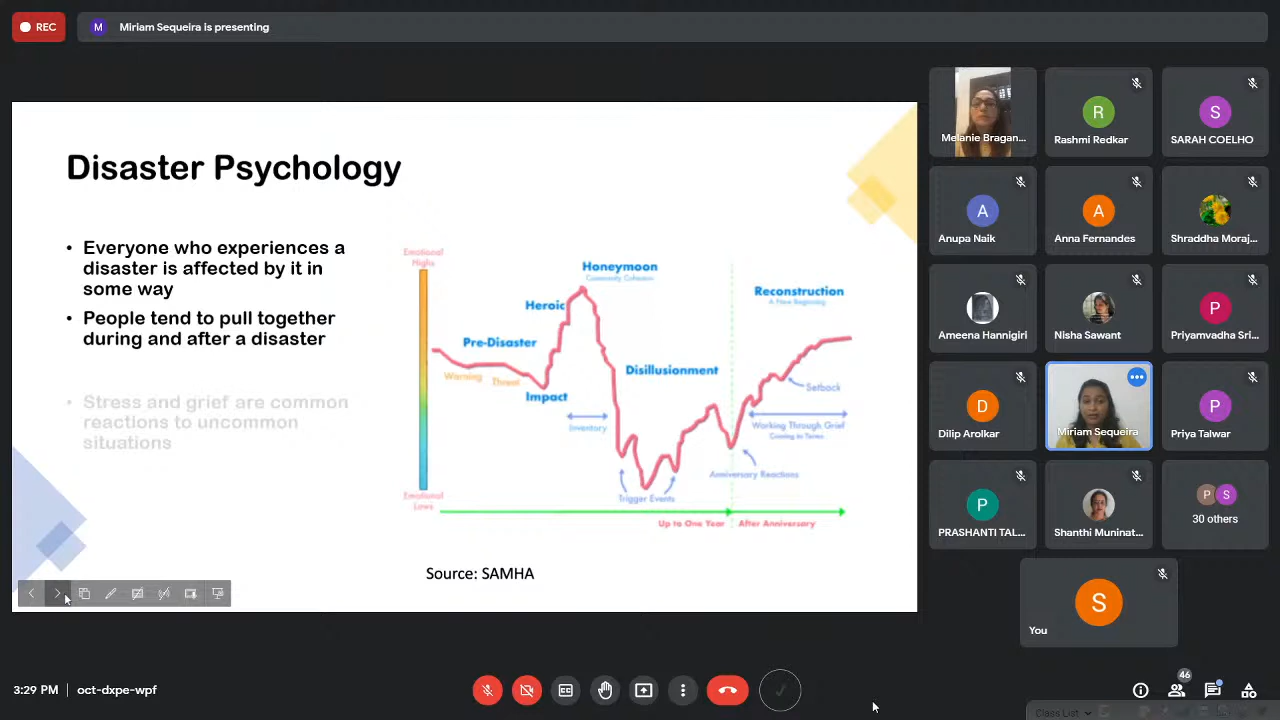 REC
M
Miriam Sequeira is presenting
Disaster Psychology
• Everyone who experiences a
disaster is affected by it in
some way
• People tend to pull together
during and after a disaster
• Stress and grief are common
reactions to uncommon
situations
Emotional
Highs
Honeymoon
Community Cohesion
Heroic
Reconstruction
A New Beginning
Pre-Disaster
Warning
Threat
Disillusionment
Impact
Setback
Inventory
Working Through Grief
Coming to Terms
Anniversary Reactions
Trigger Events
Emotional
Lows
Up to One Year
After Anniversary
Source: SAMHA
Melanie Bragan...
R
Rashmi Redkar
S
SARAH COELHO
A
Anupa Naik
A
Anna Fernan...
Shraddha Moraj...
Ameena Hannigiri
Nisha Sawant
P
Priyamvadha Sri...
D
Dilip Arolkar
Miriam Sequeira
P
Priya Talwar
P
PRASHANTI TAL...
Shanthi Muninat...
P S
30 others
S
You
3:29 PM | oct-dxpe-wpf
CC
46
Class List